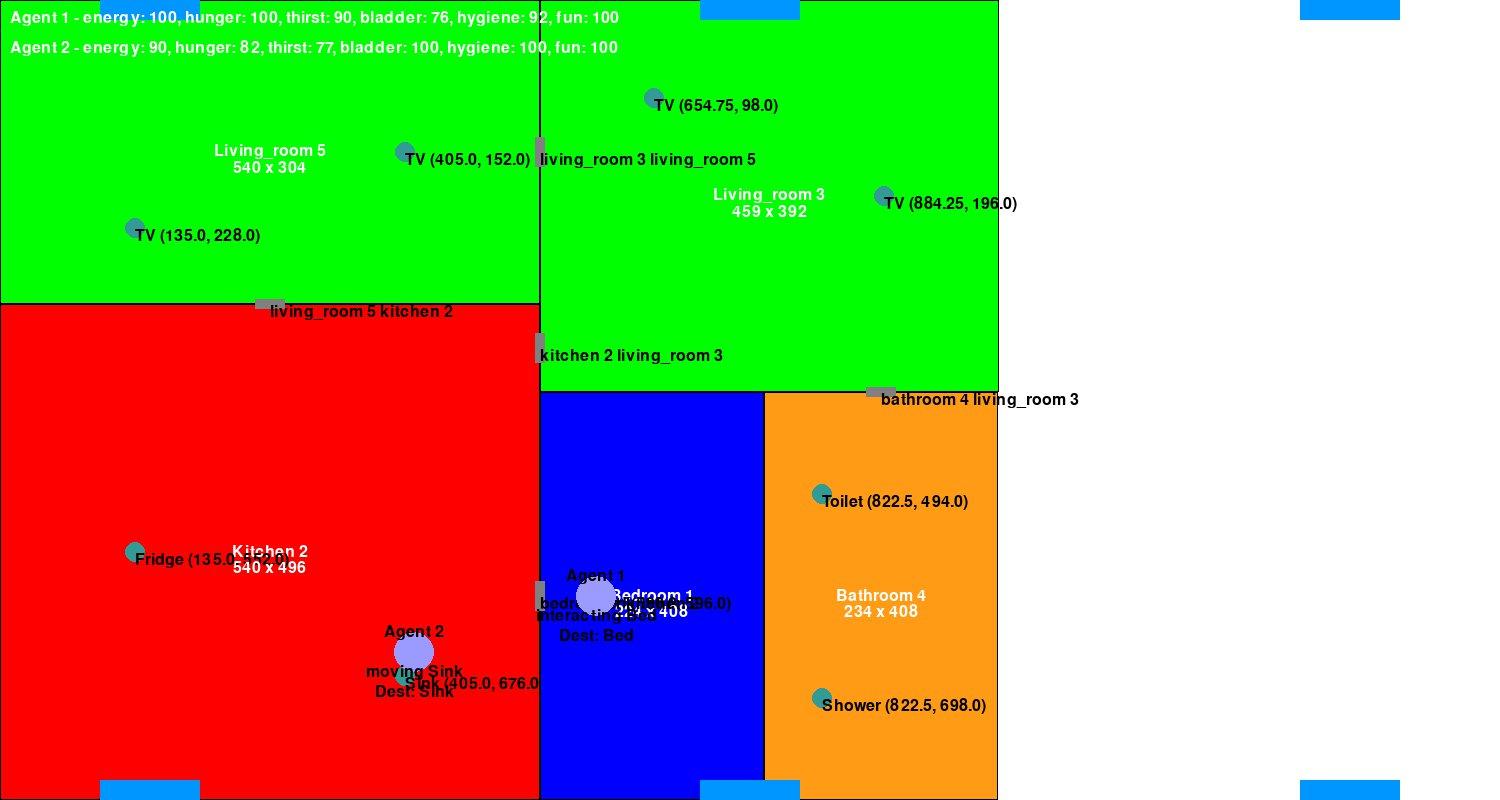 Agent 1 - energy: 100, hunger: 100, thirst: 90, bladder: 76, hygiene: 92, fun: 100
Agent 2 - energy: 90, hunger: 82, thirst: 77, bladder: 100, hygiene: 100, fun: 100
TV (654.75, 98.0)
Living_room 5
540 x 304
TV (405.0, 152.0)
living_room 3 living_room 5
Living_room 3
459 x 392
TV (884.25, 196.0)
TV (135.0, 228.0)
living_room 5 kitchen 2
kitchen 2 living_room 3
bathroom 4 living_room 3
Toilet (822.5, 494.0)
Kitchen 2
540 x 496
Fridge (135.0, 552.0)
Agent 1
Bedroom 1
224 x 408
interacting Bed
Dest: Bed
Bathroom 4
234 x 408
Agent 2
moving Sink
Dest: Sink
Sink (405.0, 676.0
Shower (822.5, 698.0)